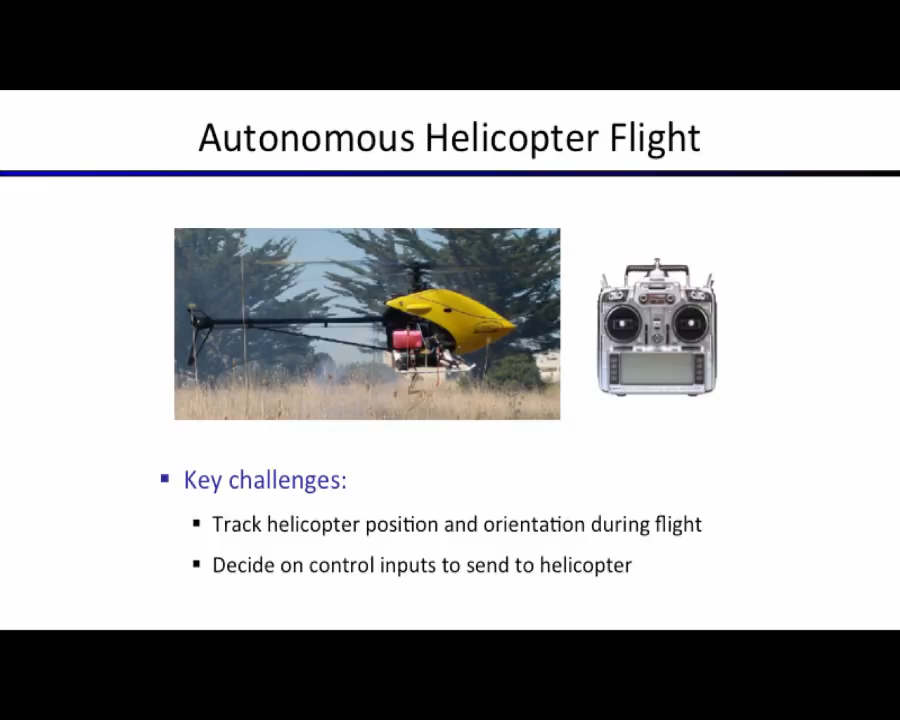 Autonomous Helicopter Flight
Key challenges:
Track helicopter position and orientation during flight
Decide on control inputs to send to helicopter